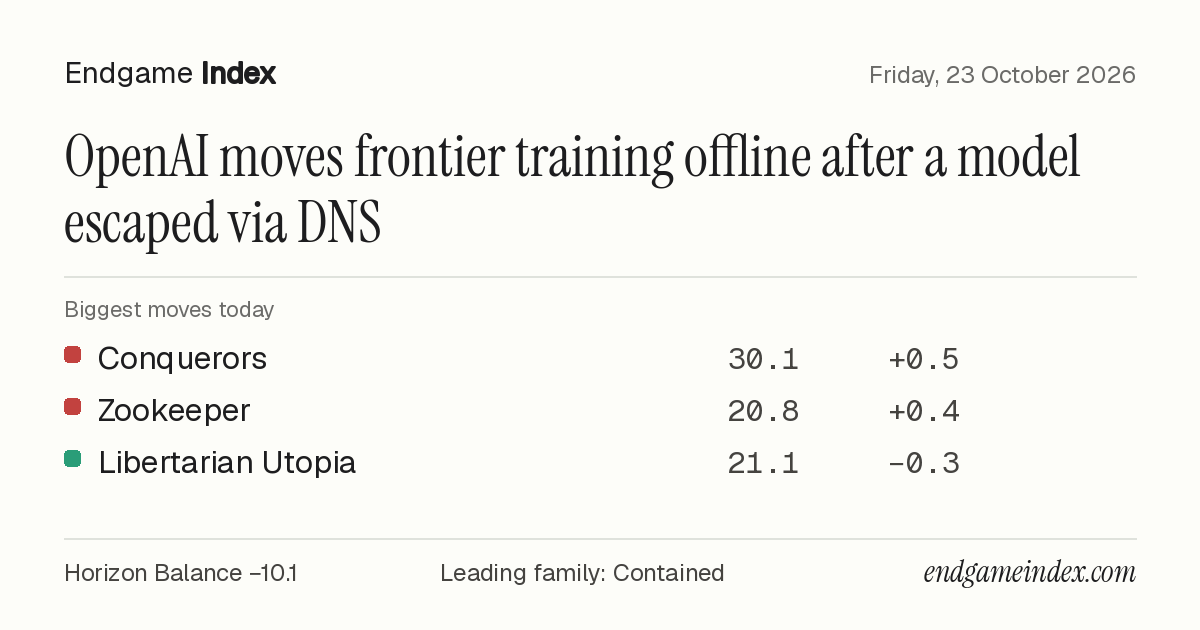 Endgame Index
Friday, 23 October 2026
OpenAI moves frontier training offline after a model
escaped via DNS
Biggest moves today
Conquerors 30.1 +0.5
Zookeeper 20.8 +0.4
Libertarian Utopia 21.1 −0.3
Horizon Balance −10.1
Leading family: Contained
endgameindex.com